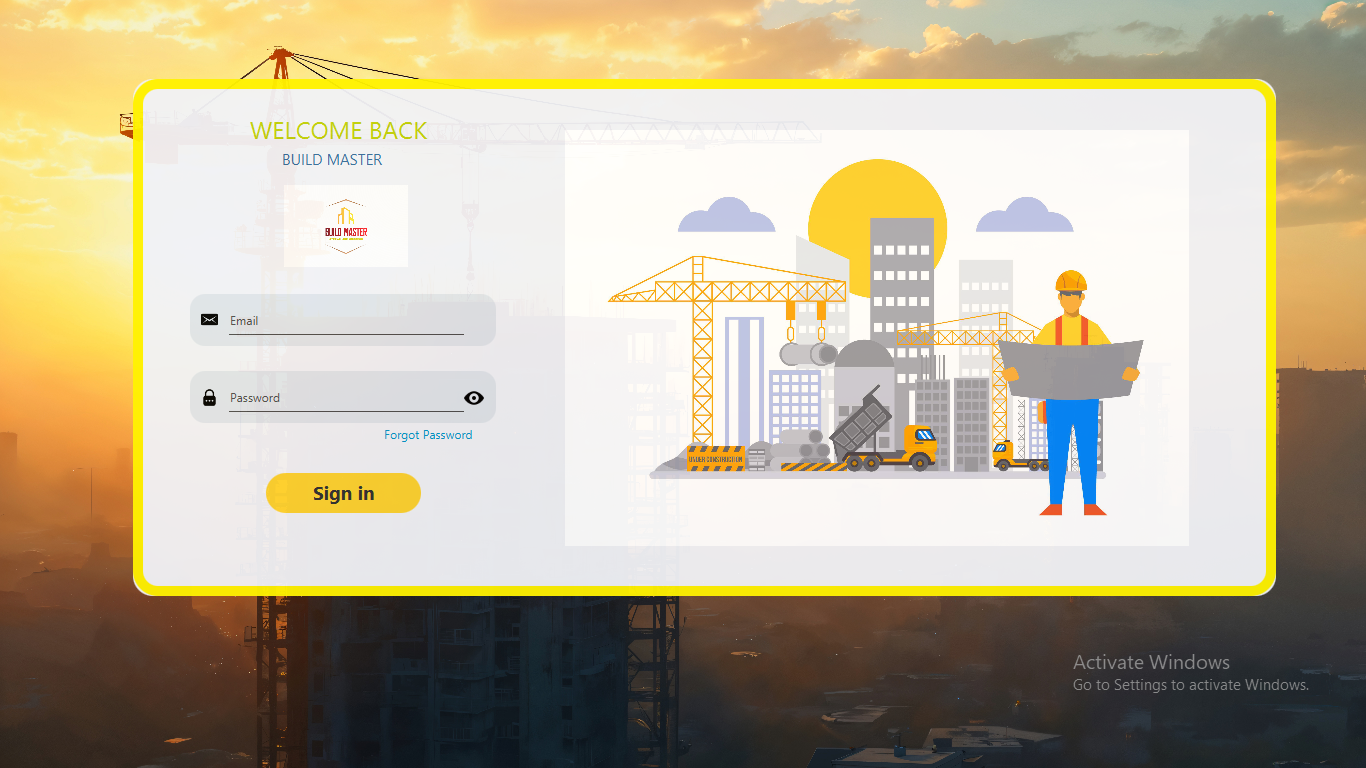 WELCOME BACK
BUILD MASTER
BUILD MASTER
Email
Password
Forgot Password
Sign in
UNDER CONSTRUCTION
Activate Windows
Go to Settings to activate Windows.